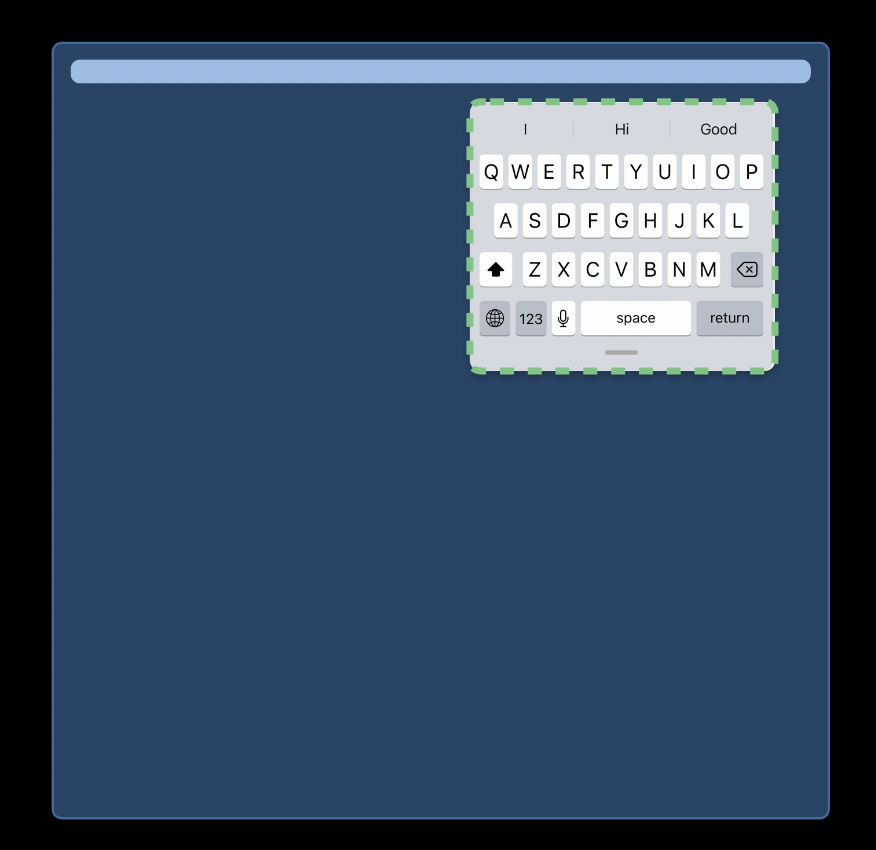 I Hi Good
Q W E R T Y U I O P
A S D F G H J K L
Z X C V B N M
123 space return